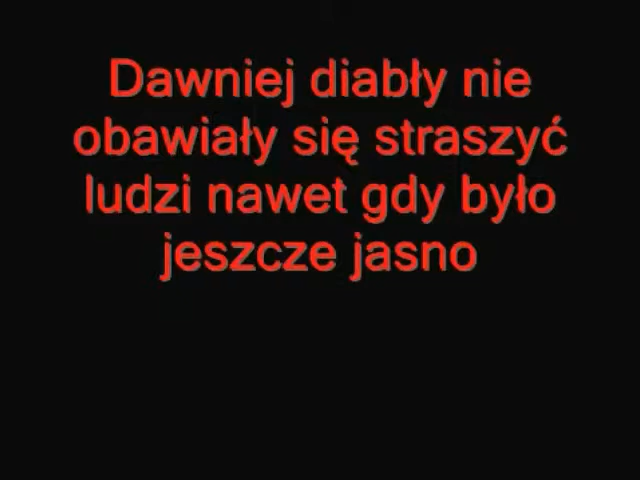 Dawniej diabły nie
obawiały się straszyć
ludzi nawet gdy było
jeszcze jasno